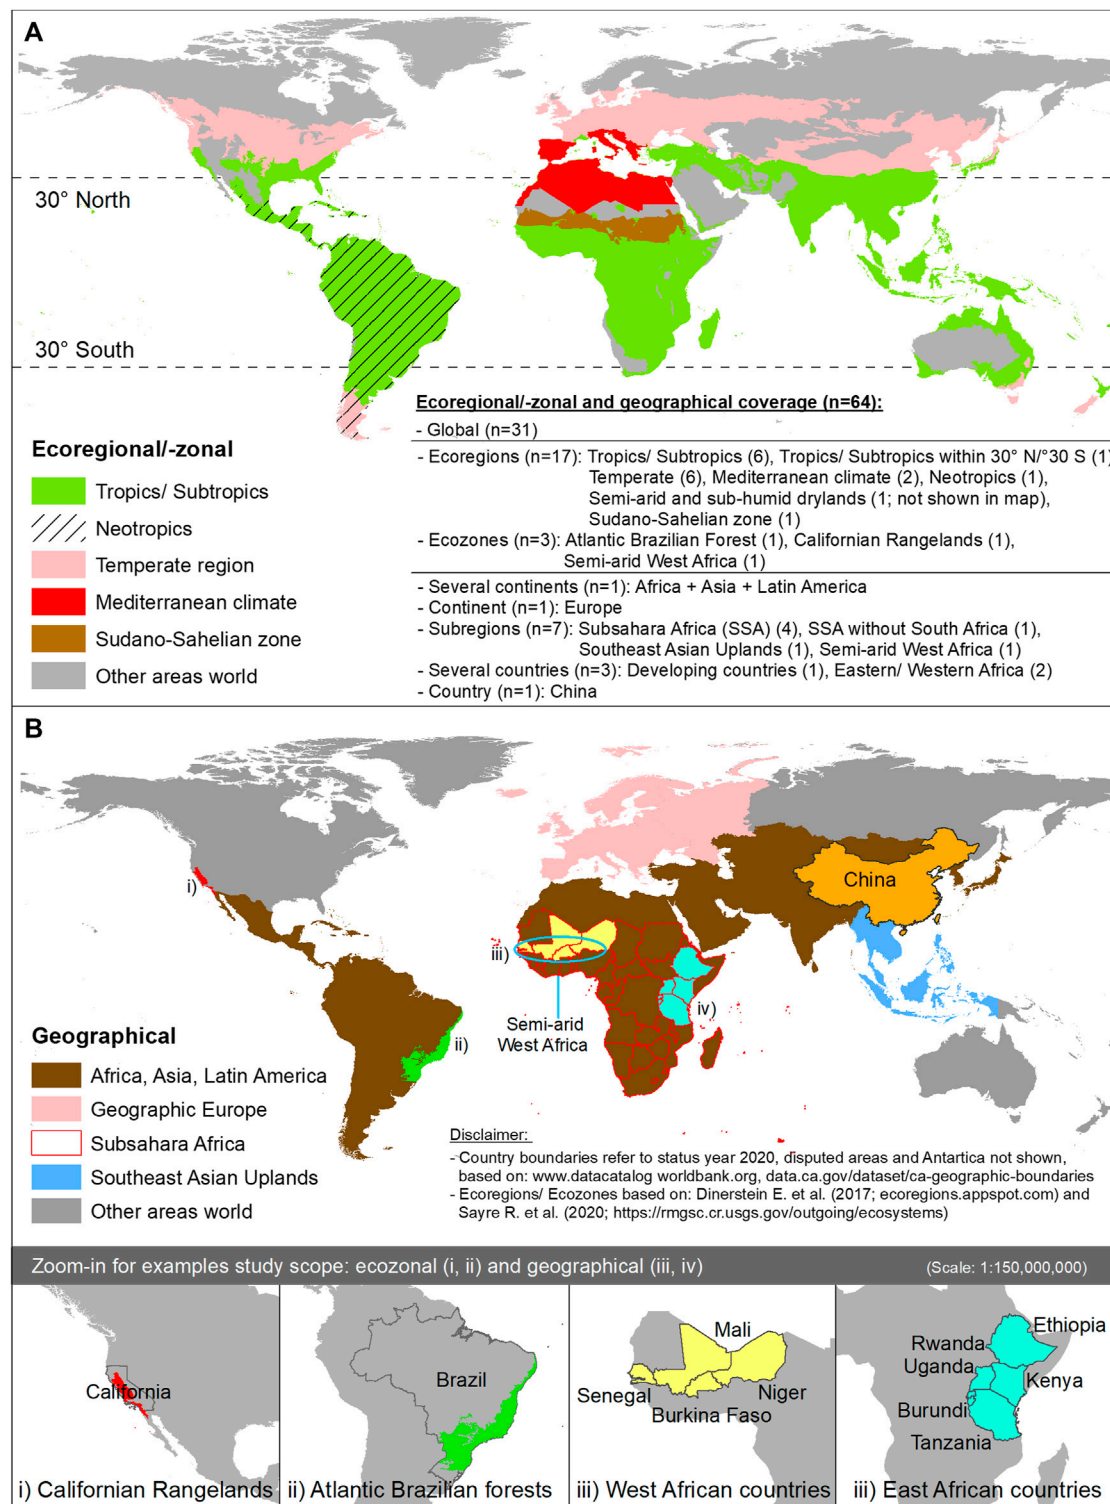 A
30° North
30° South
Ecoregional/-zonal
Tropics/ Subtropics
Neotropics
Temperate region
Mediterranean climate
Sudano-Sahelian zone
Other areas world
Ecoregional/-zonal and geographical coverage (n=64):
- Global (n=31)
- Ecoregions (n=17): Tropics/ Subtropics (6), Tropics/ Subtropics within 30° N/°30 S (1)
Temperate (6), Mediterranean climate (2), Neotropics (1),
Semi-arid and sub-humid drylands (1; not shown in map),
Sudano-Sahelian zone (1)
- Ecozones (n=3): Atlantic Brazilian Forest (1), Californian Rangelands (1),
Semi-arid West Africa (1)
- Several continents (n=1): Africa + Asia + Latin America
- Continent (n=1): Europe
- Subregions (n=7): Subsahara Africa (SSA) (4), SSA without South Africa (1),
Southeast Asian Uplands (1), Semi-arid West Africa (1)
- Several countries (n=3): Developing countries (1), Eastern/ Western Africa (2)
- Country (n=1): China
B
i)
China
iii)
iv)
Semi-arid
West Africa
ii)
Geographical
Africa, Asia, Latin America
Geographic Europe
Subsahara Africa
Southeast Asian Uplands
Other areas world
Disclaimer:
- Country boundaries refer to status year 2020, disputed areas and Antartica not shown,
based on: www.datacatalog worldbank.org, data.ca.gov/dataset/ca-geographic-boundaries
- Ecoregions/ Ecozones based on: Dinerstein E. et al. (2017; ecoregions.appspot.com) and
Sayre R. et al. (2020; https://rmgsc.cr.usgs.gov/outgoing/ecosystems)
Zoom-in for examples study scope: ecozonal (i, ii) and geographical (iii, iv)
(Scale: 1:150,000,000)
California
i) Californian Rangelands
Brazil
ii) Atlantic Brazilian forests
Mali
Senegal
Niger
Burkina Faso
iii) West African countries
Ethiopia
Rwanda
Uganda
Kenya
Burundi
Tanzania
iii) East African countries